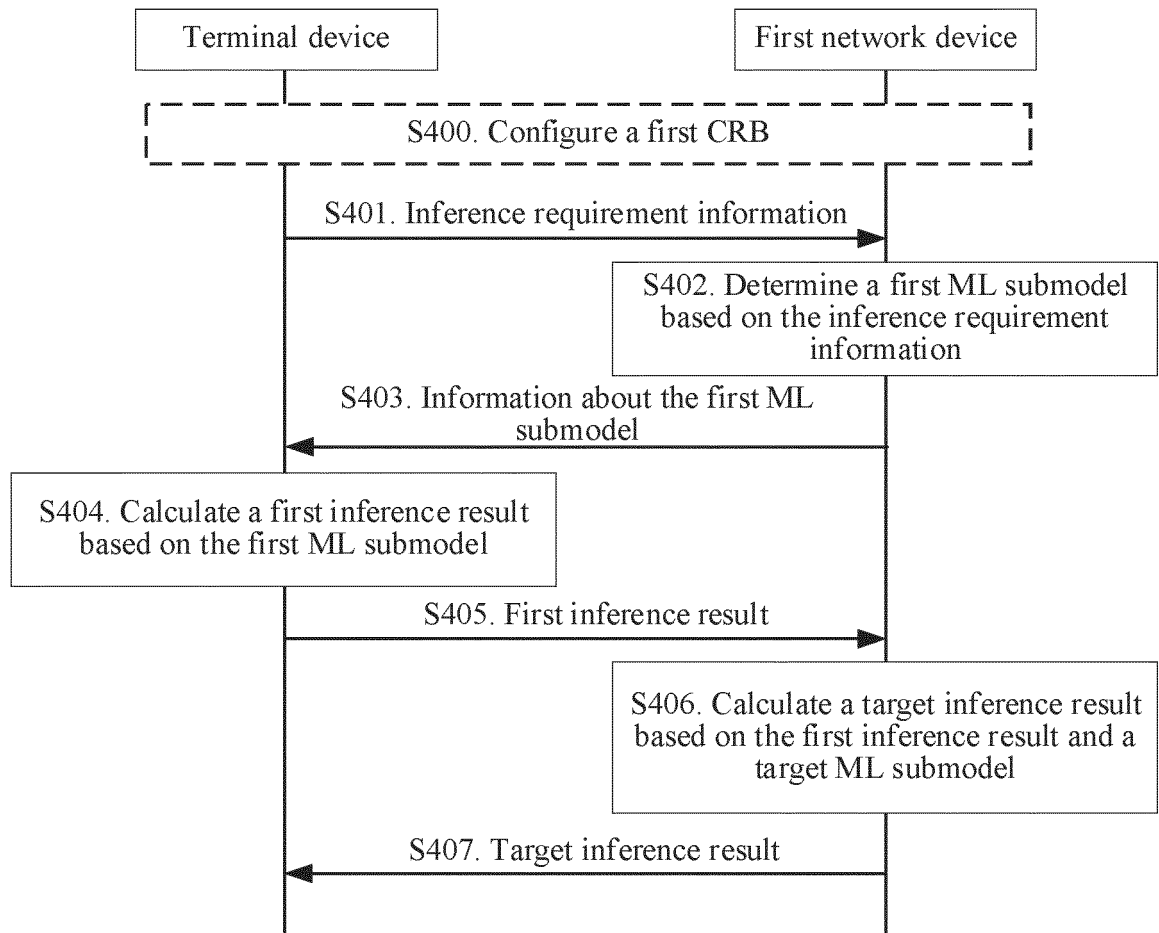 Terminal device
First network device
S400. Configure a first CRB
S401. Inference requirement information
S402. Determine a first ML submodel
based on the inference requirement
information
S403. Information about the first ML
submodel
S404. Calculate a first inference result
based on the first ML submodel
S405. First inference result
S406. Calculate a target inference result
based on the first inference result and a
target ML submodel
S407. Target inference result